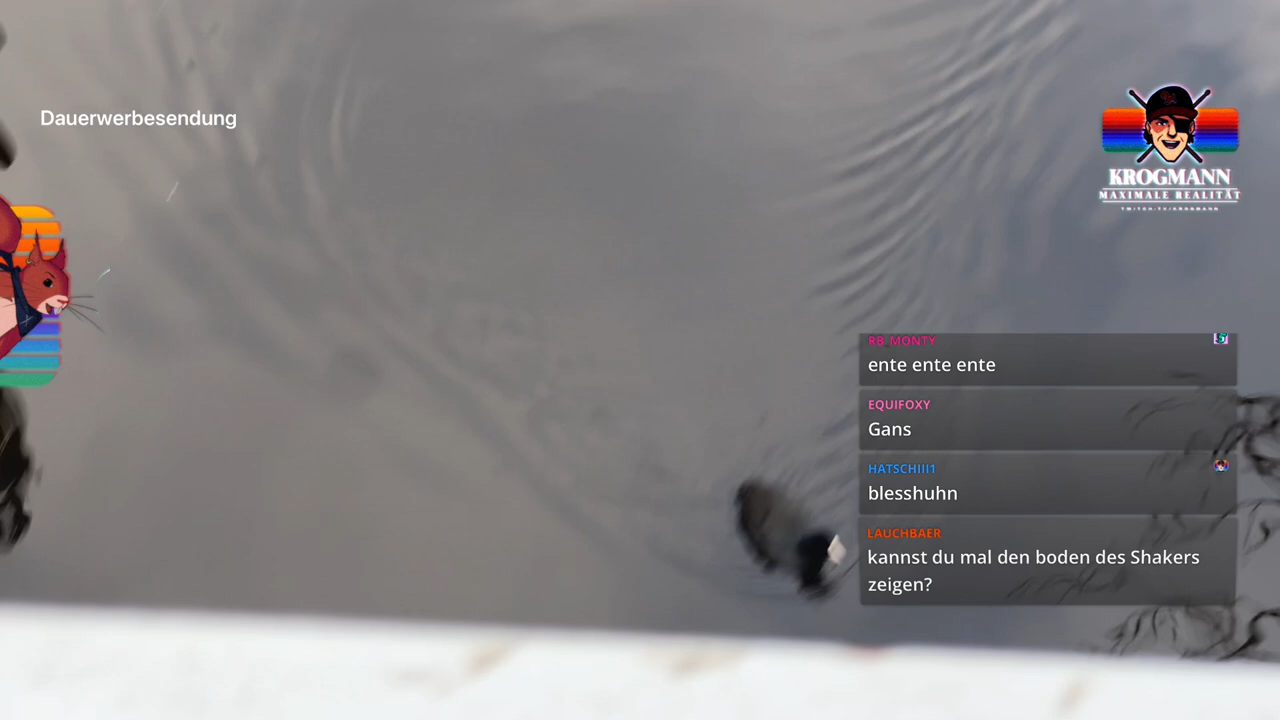 Dauerwerbesendung
KROGMANN
MAXIMALE REALITÄT
RB_MONTY
ente ente ente
EQUIFOXY
Gans
HATSCHIII1
blesshuhn
LAUCHBAER
kannst du mal den boden des Shakers
zeigen?